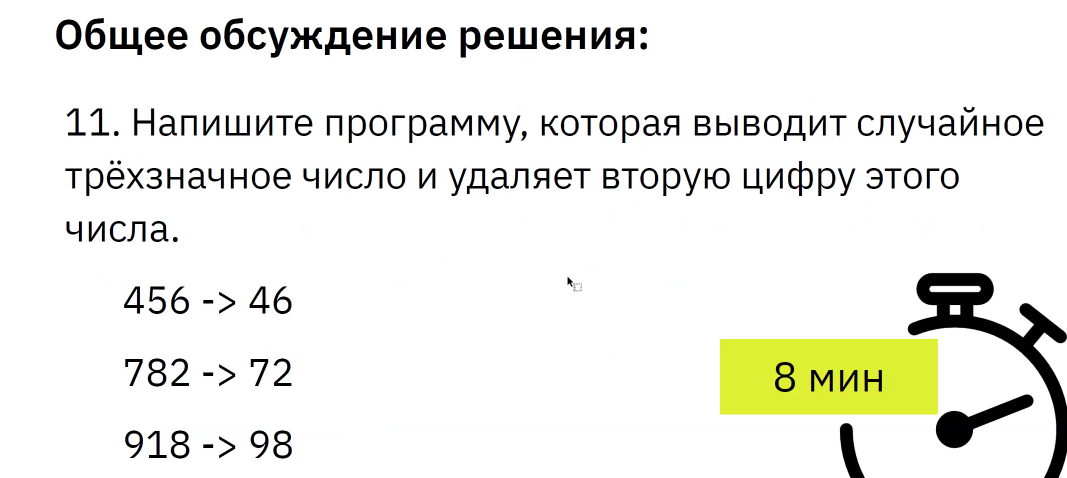 Общее обсуждение решения:
11. Напишите программу, которая выводит случайное
трёхзначное число и удаляет вторую цифру этого
числа.
456 -> 46
782 -> 72
918 -> 98
8 мин